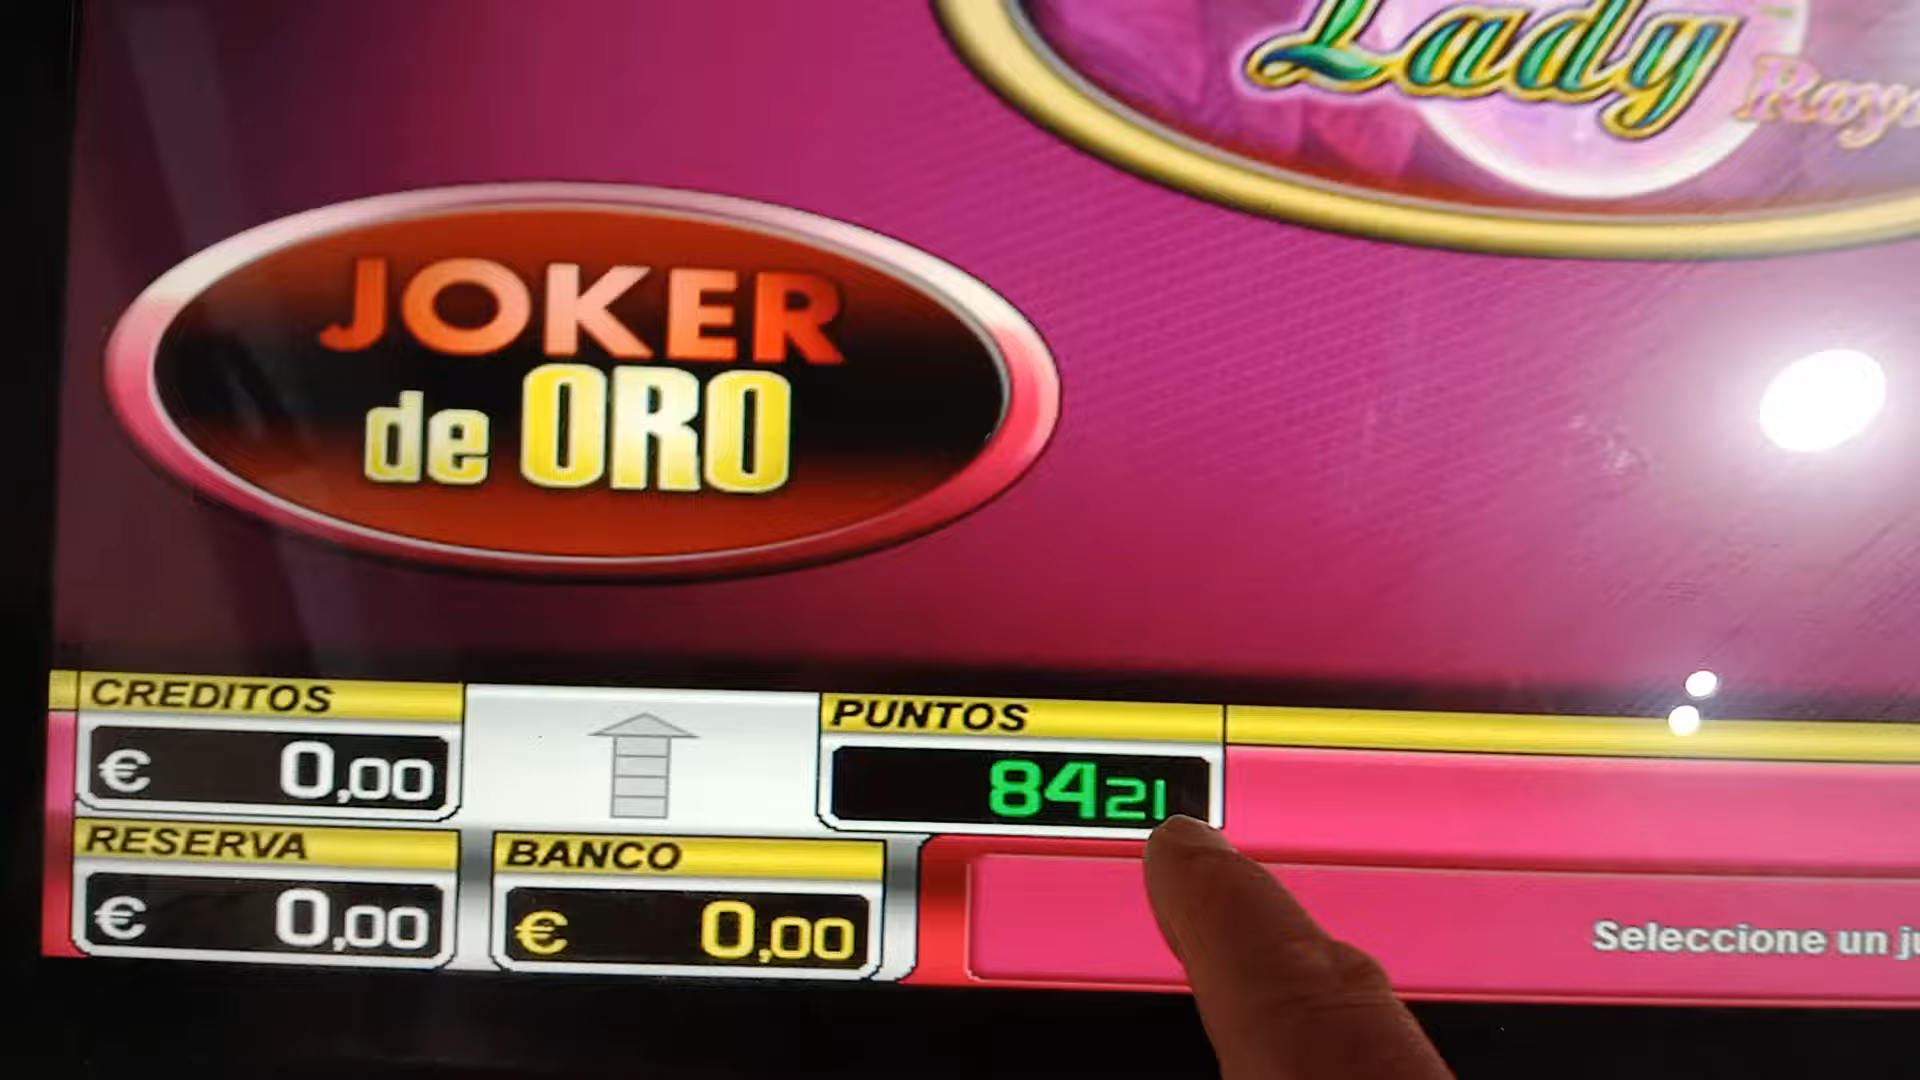 Lady
JOKER
de ORO
CREDITOS
€ 0,00
PUNTOS
8421
RESERVA
€ 0,00
BANCO
€ 0,00
Seleccione un